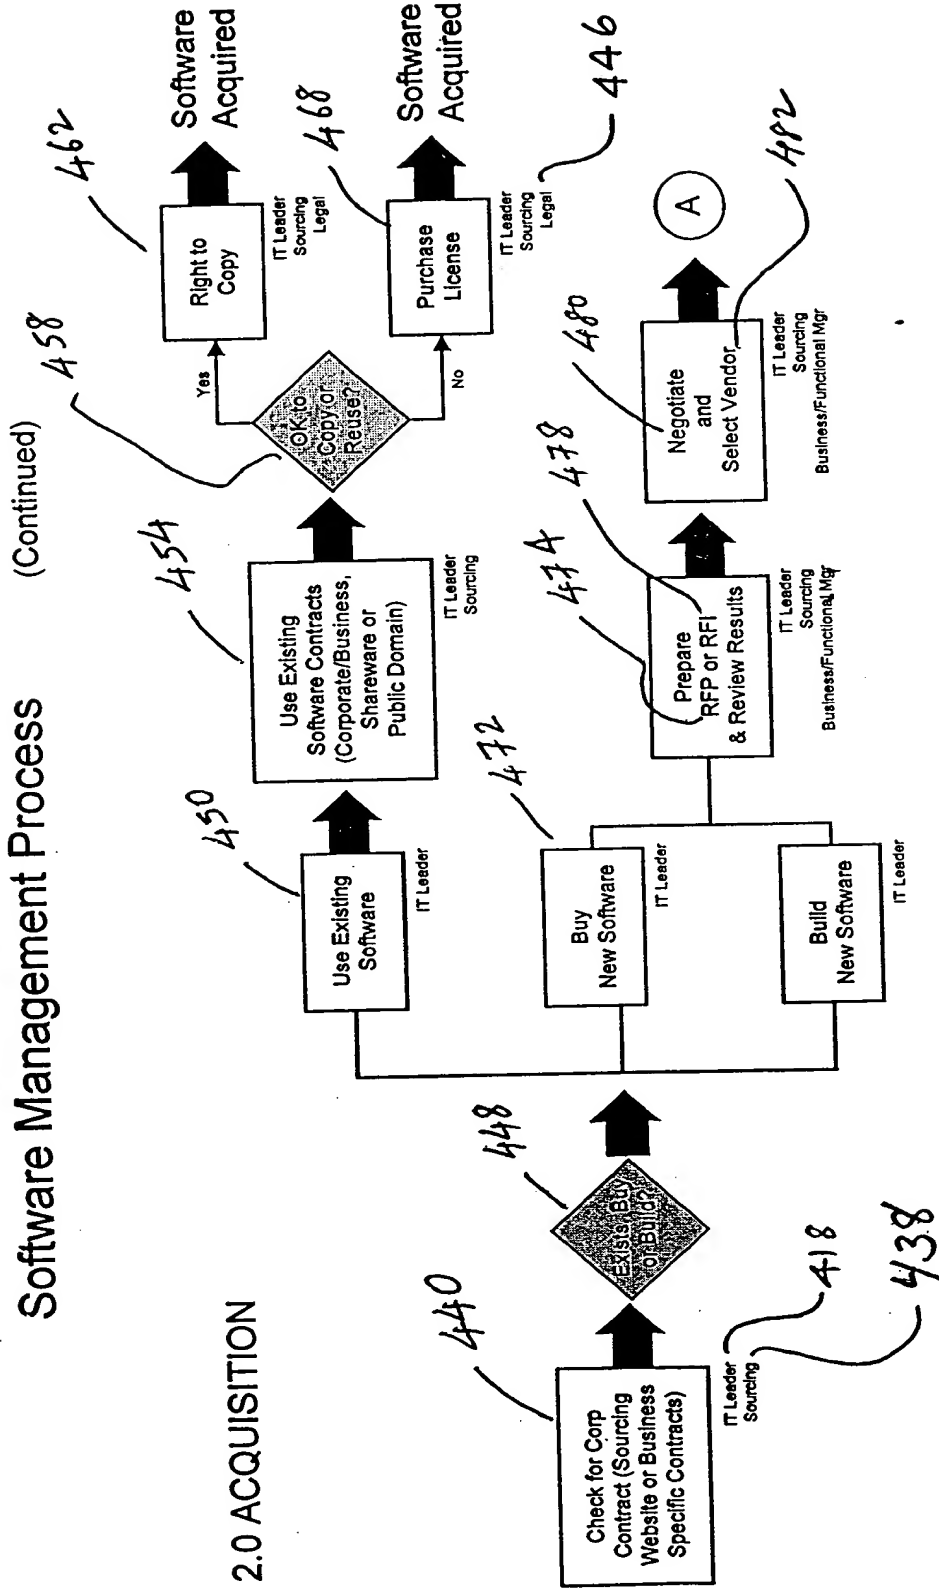 Software Management Process
(Continued)
2.0 ACQUISITION
440
Check for Corp
Contract (Sourcing
Website or Business
Specific Contracts)
IT Leader
Sourcing
418
438
448
Exists, Buy
or Build?
450
Use Existing
Software
IT Leader
454
Use Existing
Software Contracts
(Corporate/Business,
Shareware or
Public Domain)
IT Leader
Sourcing
458
OK to
Copy or
Reuse?
Yes
No
462
Right to
Copy
IT Leader
Sourcing
Legal
Software
Acquired
468
Purchase
License
IT Leader
Sourcing
Legal
446
Software
Acquired
472
Buy
New Software
IT Leader
Build
New Software
IT Leader
474
478
Prepare
RFP or RFI
& Review Results
IT Leader
Sourcing
Business/Functional Mgr
480
Negotiate
and
Select Vendor
IT Leader
Sourcing
Business/Functional Mgr
482
A